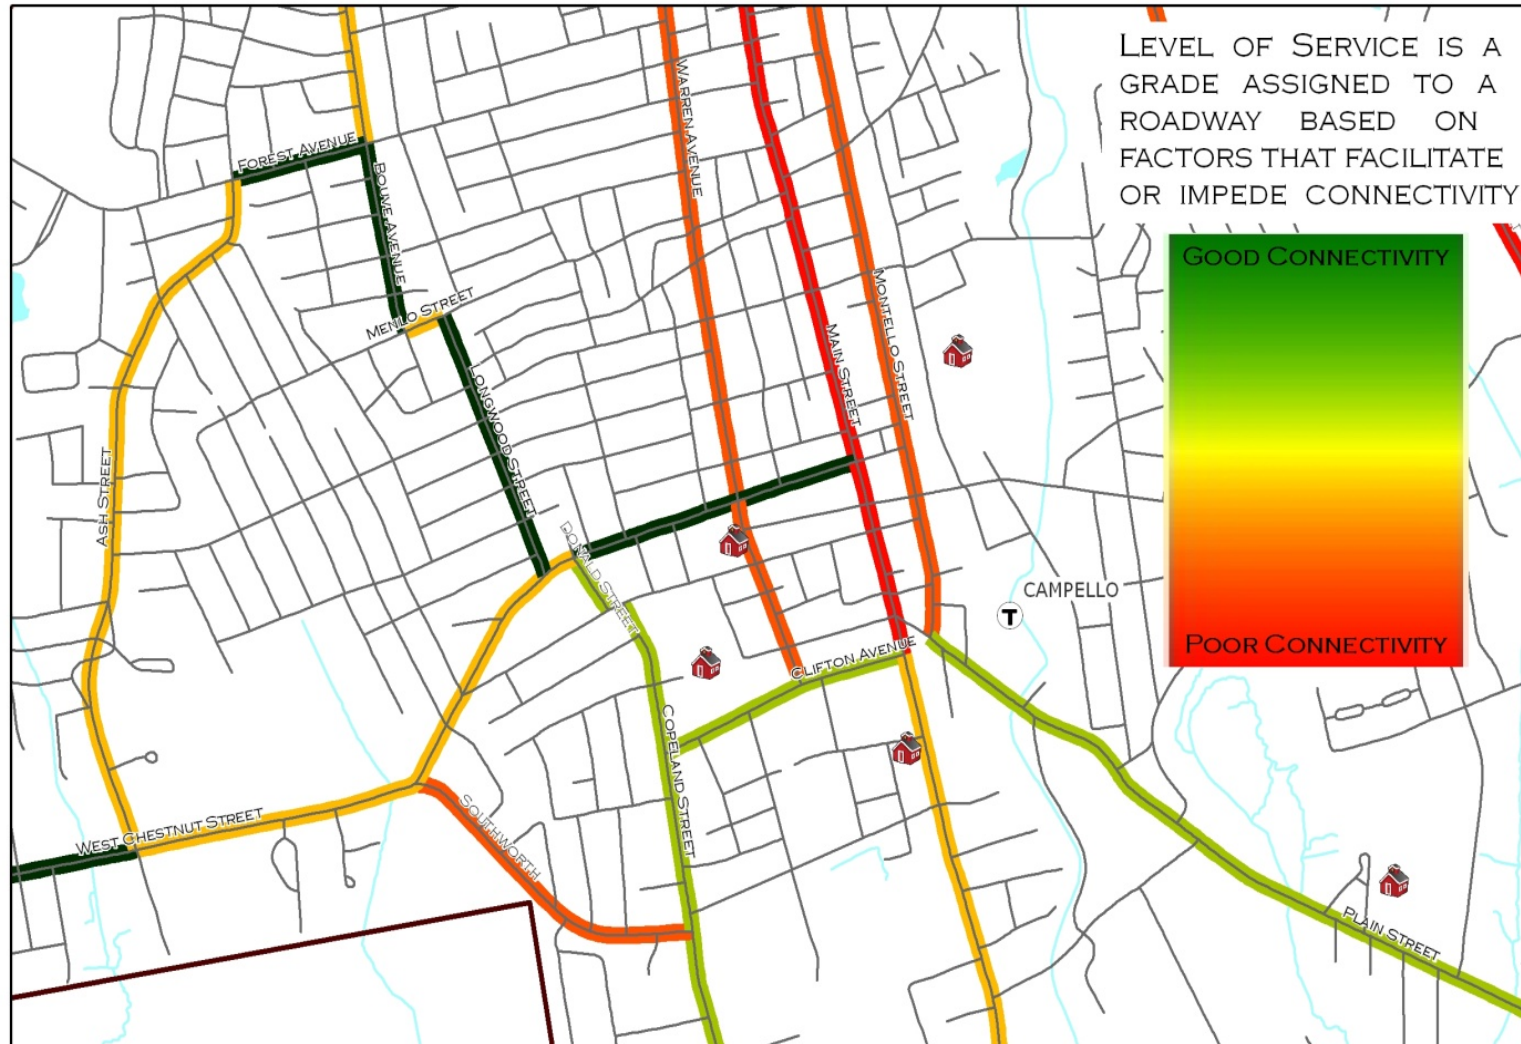 LEVEL OF SERVICE IS A
GRADE ASSIGNED TO A
ROADWAY BASED ON
FACTORS THAT FACILITATE
OR IMPEDE CONNECTIVITY
GOOD CONNECTIVITY
POOR CONNECTIVITY
FOREST AVENUE
BOUVE AVENUE
WARREN AVENUE
MENLO STREET
MONTELLO STREET
MAIN STREET
LONGWOOD STREET
ASH STREET
DONALD STREET
CAMPELLO
T
CLIFTON AVENUE
COPELAND STREET
WEST CHESTNUT STREET
SOUTHWORTH
PLAIN STREET